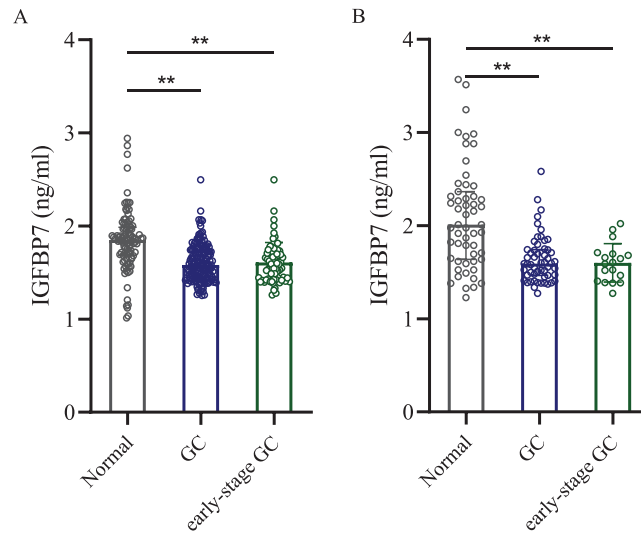 A
IGFBP7 (ng/ml)
4
3
2
1
0
**
**
Normal
GC
early-stage GC
B
IGFBP7 (ng/ml)
4
3
2
1
0
**
**
Normal
GC
early-stage GC